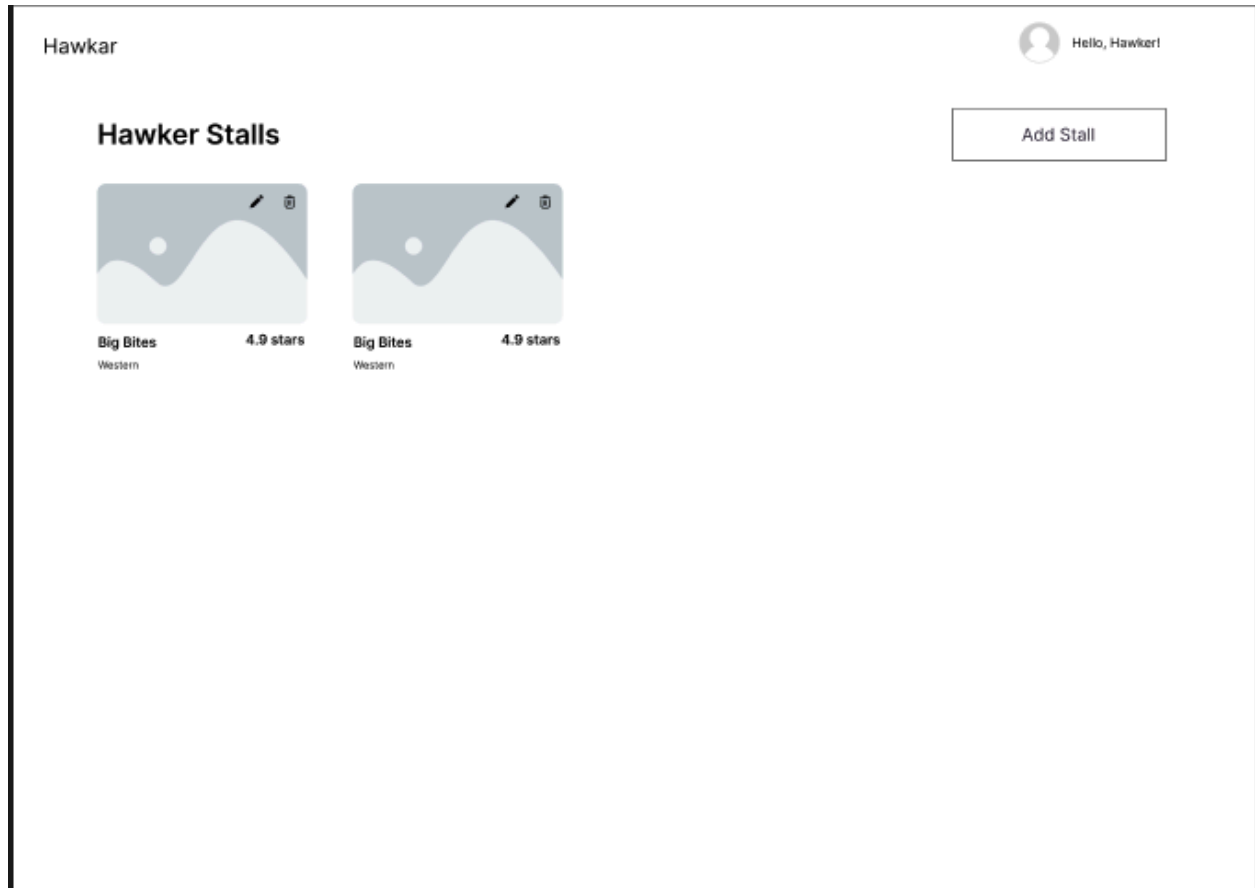 Hawkar
Hello, Hawker!
Hawker Stalls
Add Stall
Big Bites 4.9 stars
Western
Big Bites 4.9 stars
Western